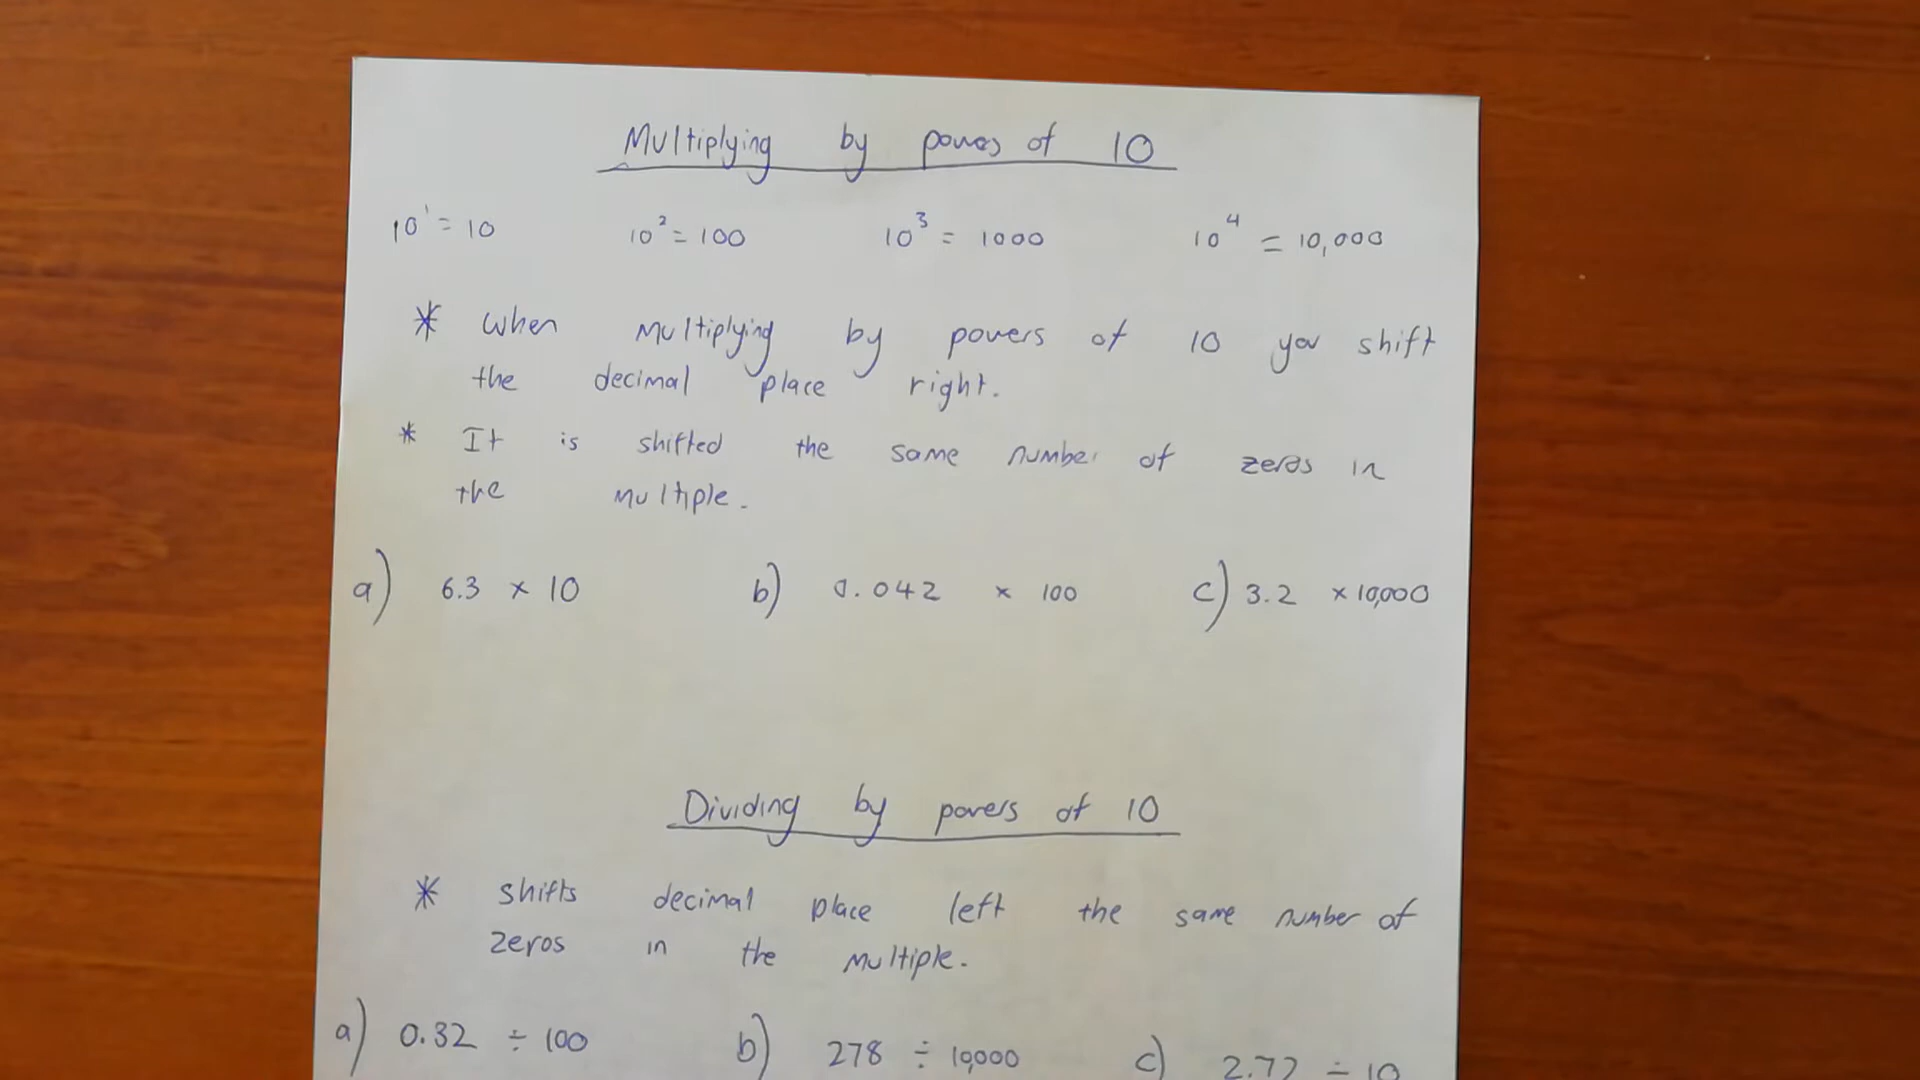 Multiplying by powers of 10
10¹ = 10 10² = 100 10³ = 1000 10⁴ = 10,000
* When multiplying by powers of 10 you shift
the decimal place right.
* It is shifted the same number of zeros in
the multiple.
a) 6.3 × 10 b) 0.042 × 100 c) 3.2 × 10,000
Dividing by powers of 10
* shifts decimal place left the same number of
zeros in the multiple.
a) 0.32 ÷ 100 b) 278 ÷ 10,000 c) 2.72 ÷ 10